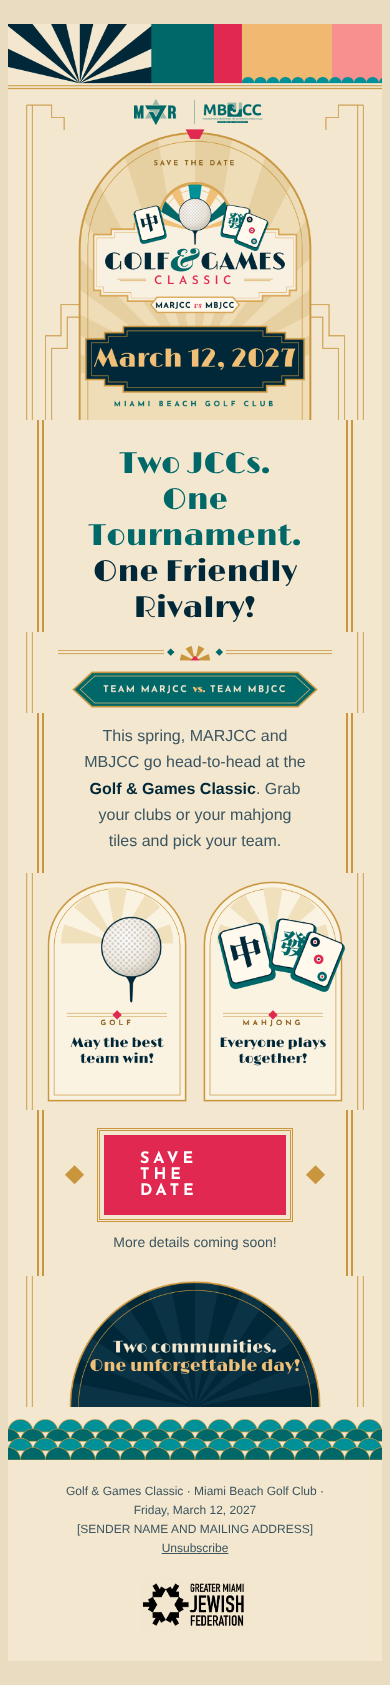 SAVE THE DATE
中
發
GOLF & GAMES
CLASSIC
MARJCC vs MBJCC
March 12, 2027
MIAMI BEACH GOLF CLUB
Two JCCs.
One
Tournament.
One Friendly
Rivalry!
TEAM MARJCC vs. TEAM MBJCC
This spring, MARJCC and
MBJCC go head-to-head at the
Golf & Games Classic. Grab
your clubs or your mahjong
tiles and pick your team.
中
發
GOLF
May the best
team win!
MAHJONG
Everyone plays
together!
SAVE
THE
DATE
More details coming soon!
Two communities.
One unforgettable day!
Golf & Games Classic · Miami Beach Golf Club ·
Friday, March 12, 2027
[SENDER NAME AND MAILING ADDRESS]
Unsubscribe
GREATER MIAMI
JEWISH
FEDERATION